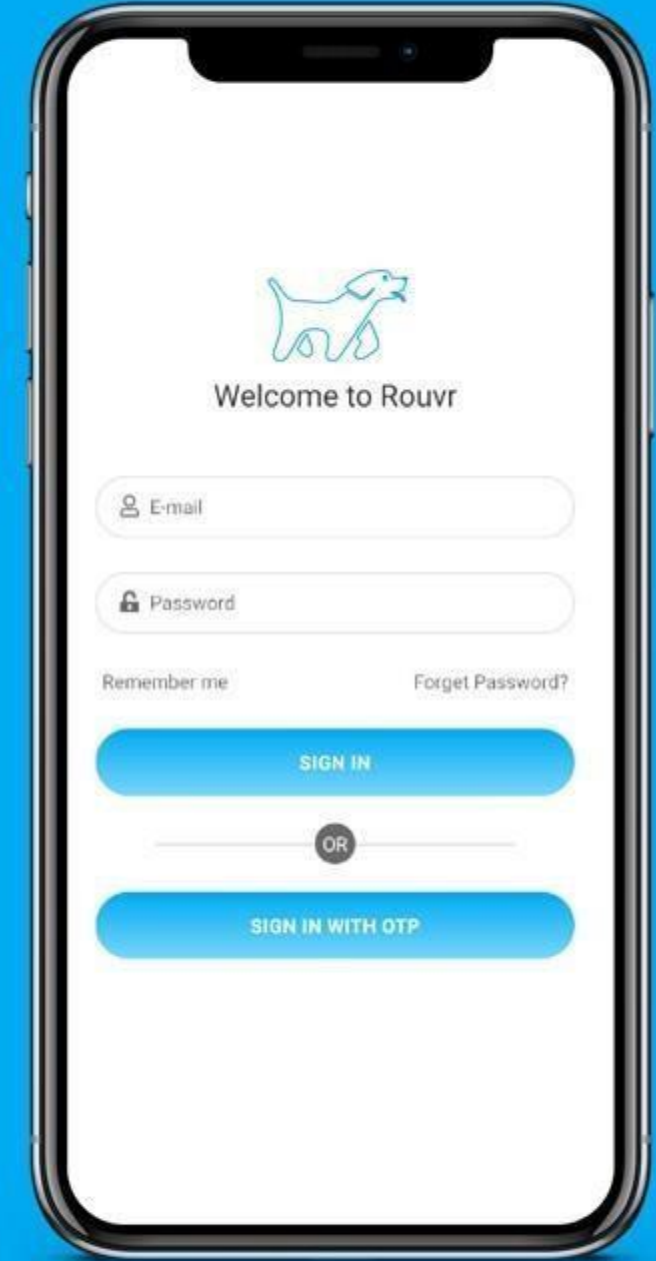 Welcome to Rouvr
E-mail
Password
Remember me Forget Password?
SIGN IN
OR
SIGN IN WITH OTP